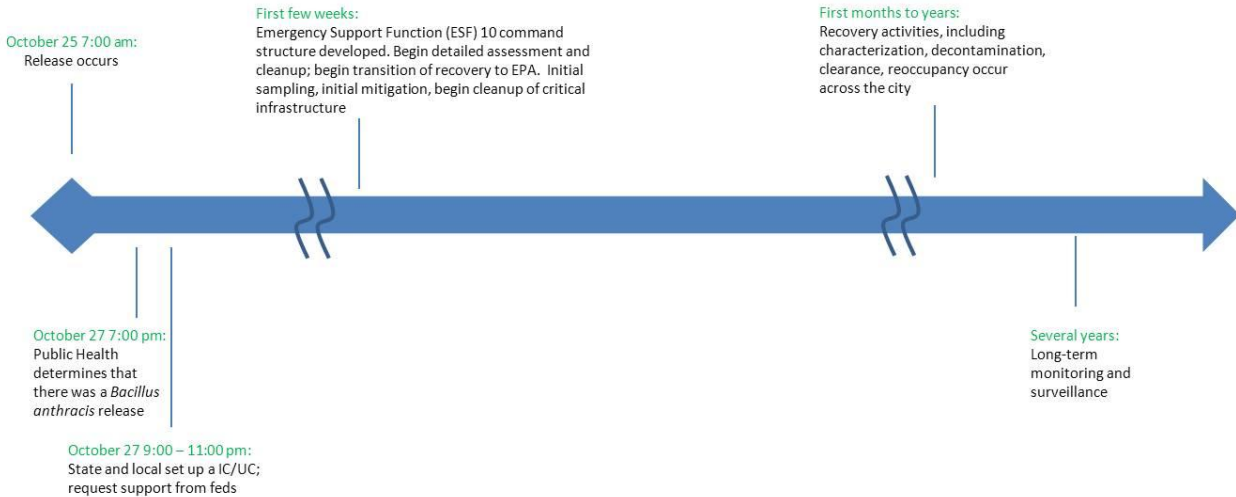 October 25 7:00 am:
Release occurs
First few weeks:
Emergency Support Function (ESF) 10 command
structure developed. Begin detailed assessment and
cleanup; begin transition of recovery to EPA. Initial
sampling, initial mitigation, begin cleanup of critical
infrastructure
First months to years:
Recovery activities, including
characterization, decontamination,
clearance, reoccupancy occur
across the city
October 27 7:00 pm:
Public Health
determines that
there was a Bacillus
anthracis release
October 27 9:00 – 11:00 pm:
State and local set up a IC/UC;
request support from feds
Several years:
Long-term
monitoring and
surveillance